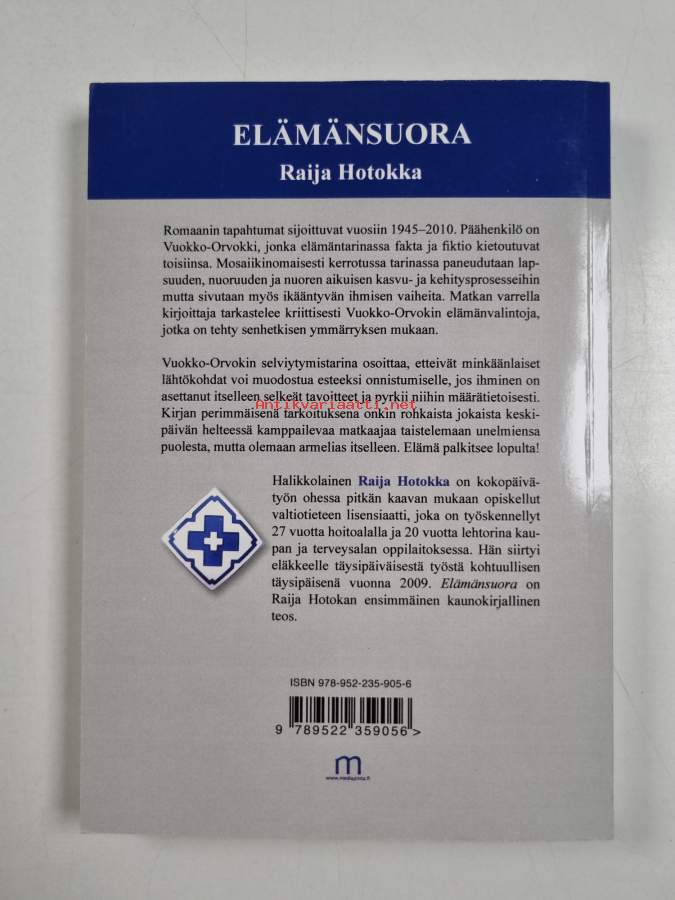 ELÄMÄNSUORA
Raija Hotokka
Romaanin tapahtumat sijoittuvat vuosiin 1945–2010. Päähenkilö on
Vuokko-Orvokki, jonka elämäntarinassa fakta ja fiktio kietoutuvat
toisiinsa. Mosaiikinomaisesti kerrotussa tarinassa paneudutaan lap-
suuden, nuoruuden ja nuoren aikuisen kasvu- ja kehitysprosesseihin
mutta sivutaan myös ikääntyvän ihmisen vaiheita. Matkan varrella
kirjoittaja tarkastelee kriittisesti Vuokko-Orvokin elämänvalintoja,
jotka on tehty senhetkisen ymmärryksen mukaan.
Vuokko-Orvokin selviytymistarina osoittaa, etteivät minkäänlaiset
lähtökohdat voi muodostua esteeksi onnistumiselle, jos ihminen on
asettanut itselleen selkeät tavoitteet ja pyrkii niihin määrätietoisesti.
Antikvariaatti.net
Kirjan perimmäisenä tarkoituksena onkin rohkaista jokaista keski-
päivän helteessä kamppailevaa matkaajaa taistelemaan unelmiensa
puolesta, mutta olemaan armelias itselleen. Elämä palkitsee lopulta!
Halikkolainen Raija Hotokka on kokopäivä-
työn ohessa pitkän kaavan mukaan opiskellut
valtiotieteen lisensiaatti, joka on työskennellyt
27 vuotta hoitoalalla ja 20 vuotta lehtorina kau-
pan ja terveysalan oppilaitoksessa. Hän siirtyi
eläkkeelle täysipäiväisestä työstä kohtuullisen
täysipäisenä vuonna 2009. Elämänsuora on
Raija Hotokan ensimmäinen kaunokirjallinen
teos.
ISBN 978-952-235-905-6
9 789522 359056 >
m
www.mediapinta.fi